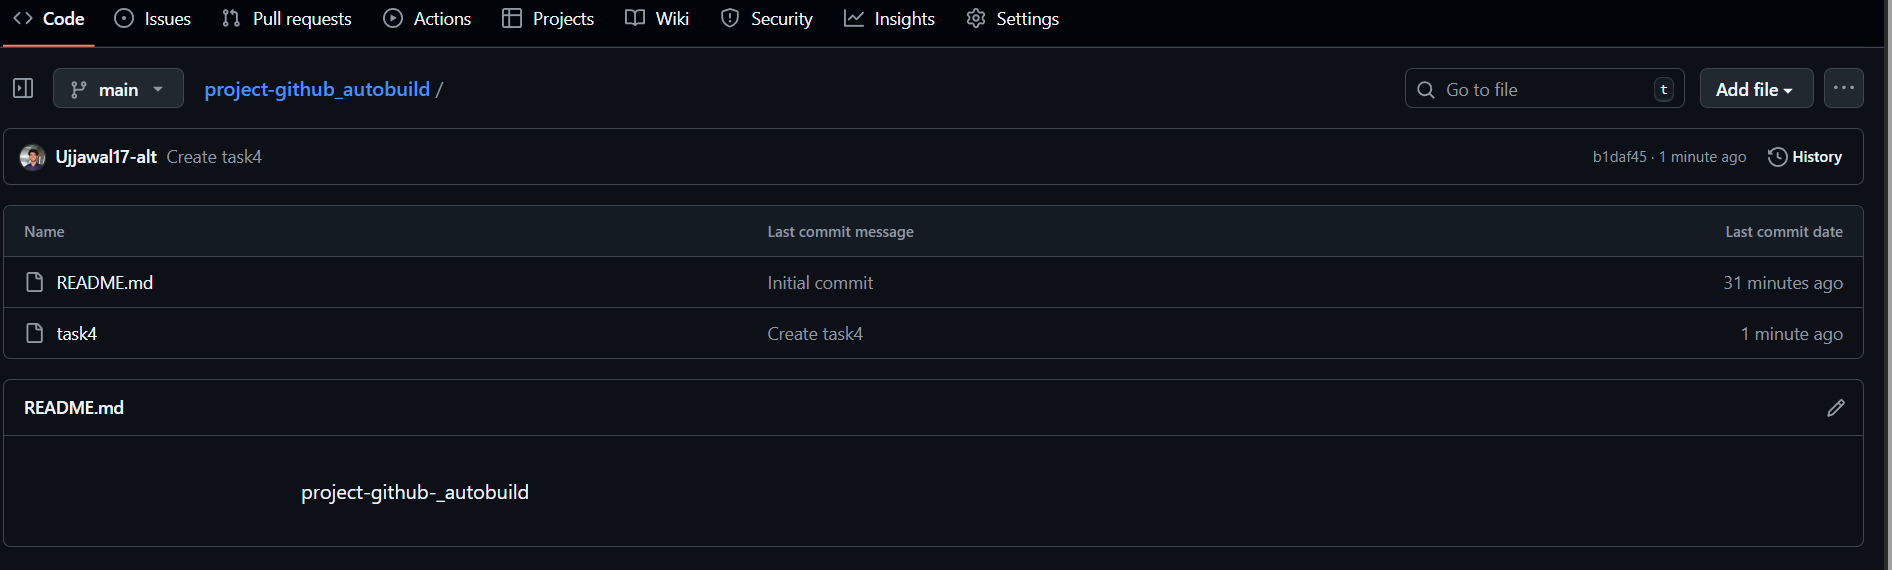 Code Issues Pull requests Actions Projects Wiki Security Insights Settings
main project-github_autobuild / Go to file t Add file
Ujjawal17-alt Create task4 b1daf45 · 1 minute ago History
Name Last commit message Last commit date
README.md Initial commit 31 minutes ago
task4 Create task4 1 minute ago
README.md
project-github-_autobuild